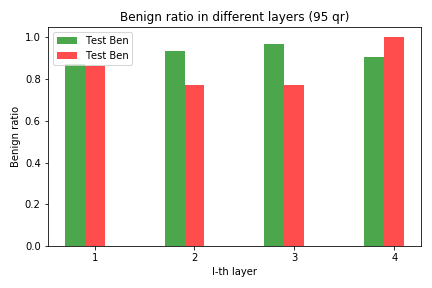 Benign ratio in different layers (95 qr)
Test Ben
Test Ben
1.0
0.8
0.6
0.4
0.2
0.0
Benign ratio
1 2 3 4
l-th layer